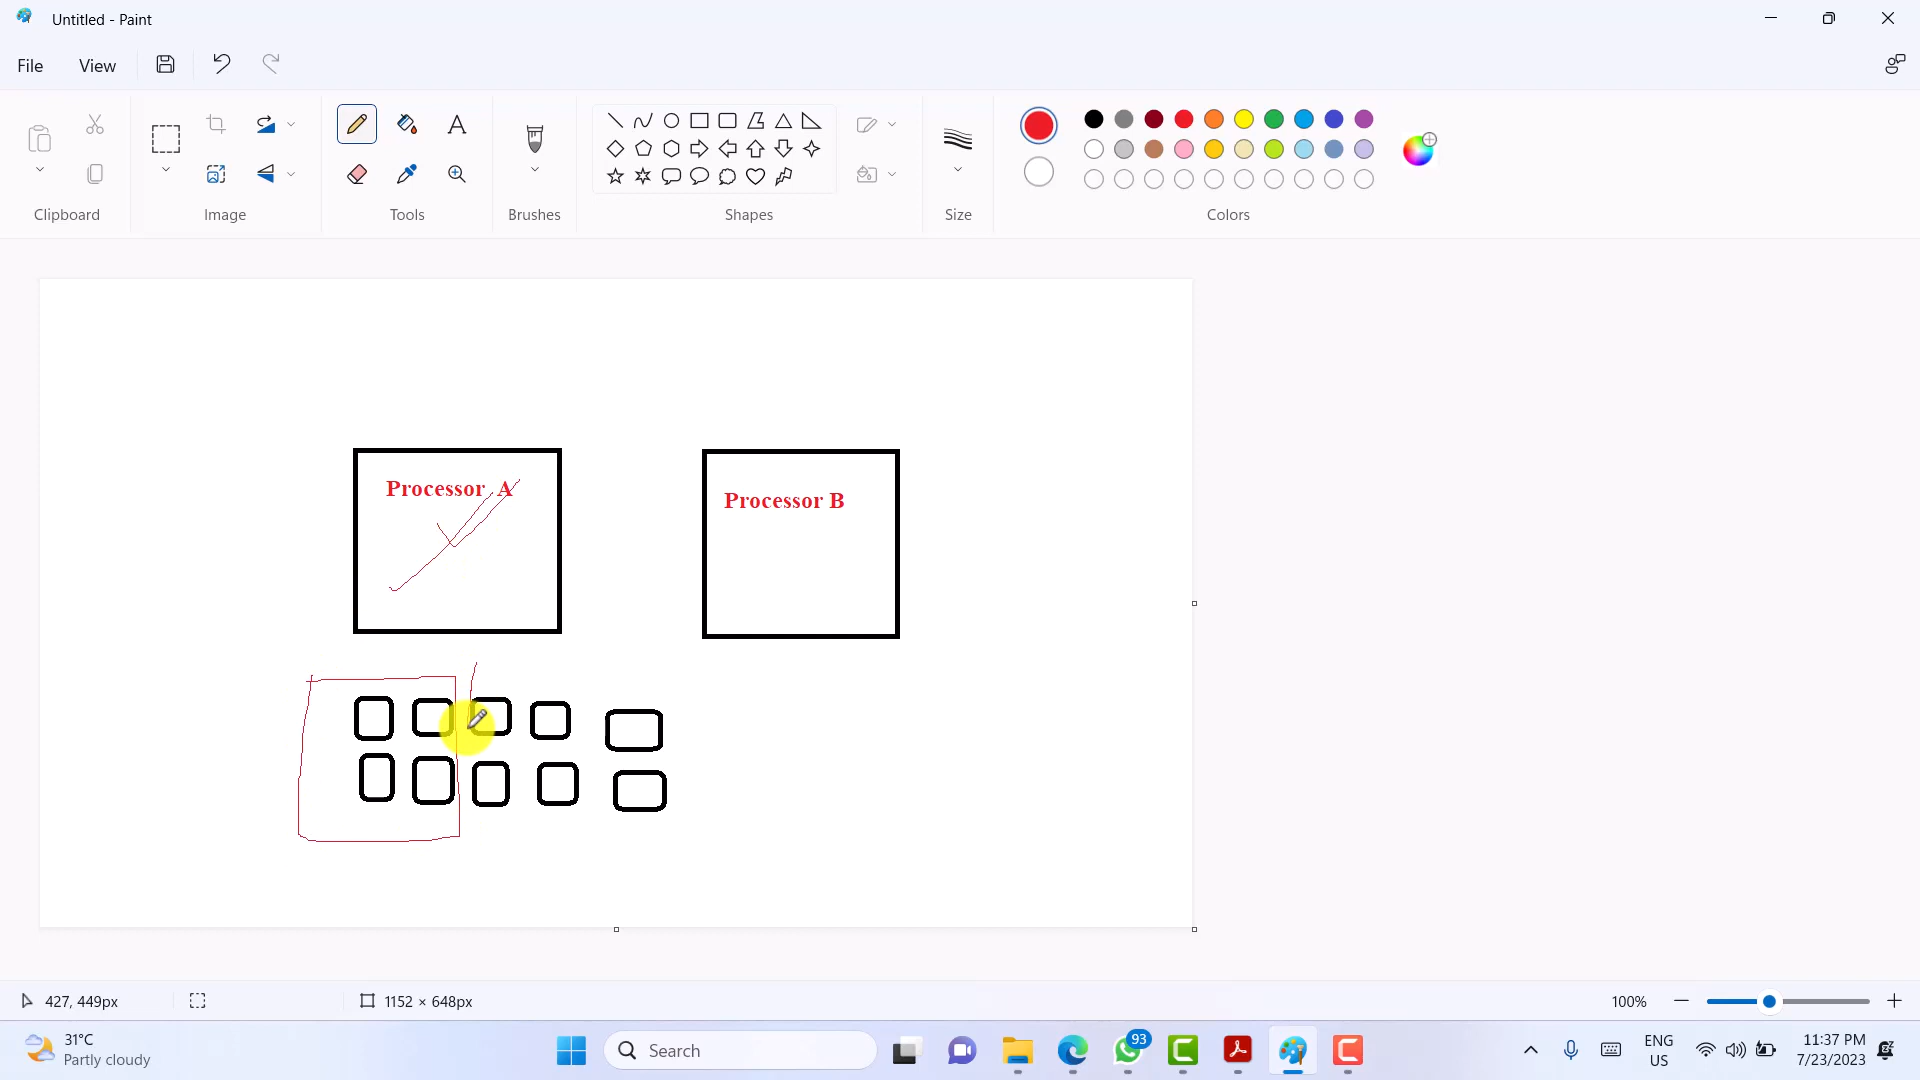 Untitled - Paint
File View
Clipboard
Image
Tools
Brushes
Shapes
Size
Colors
Processor A
Processor B
427, 449px
1152 × 648px
100%
31°C
Partly cloudy
Search
93
ENG
US
11:37 PM
7/23/2023